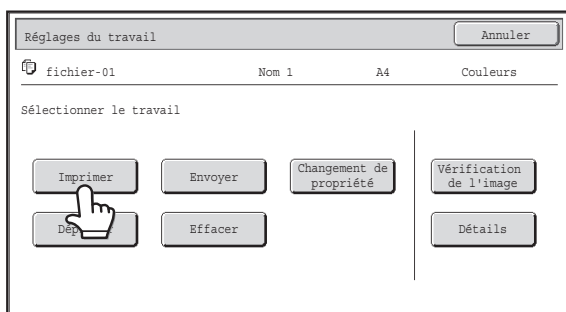 Réglages du travail
Annuler
fichier-01 Nom 1 A4 Couleurs
Sélectionner le travail
Imprimer Envoyer Changement de propriété Vérification de l'image
Effacer Détails